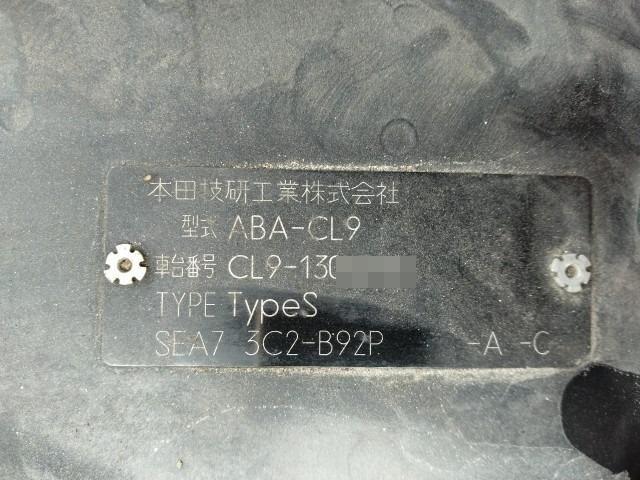 本田技研工業株式会社
型式 ABA-CL9
車台番号 CL9-130
TYPE TypeS
SEA7 3C2-B92P -A -C